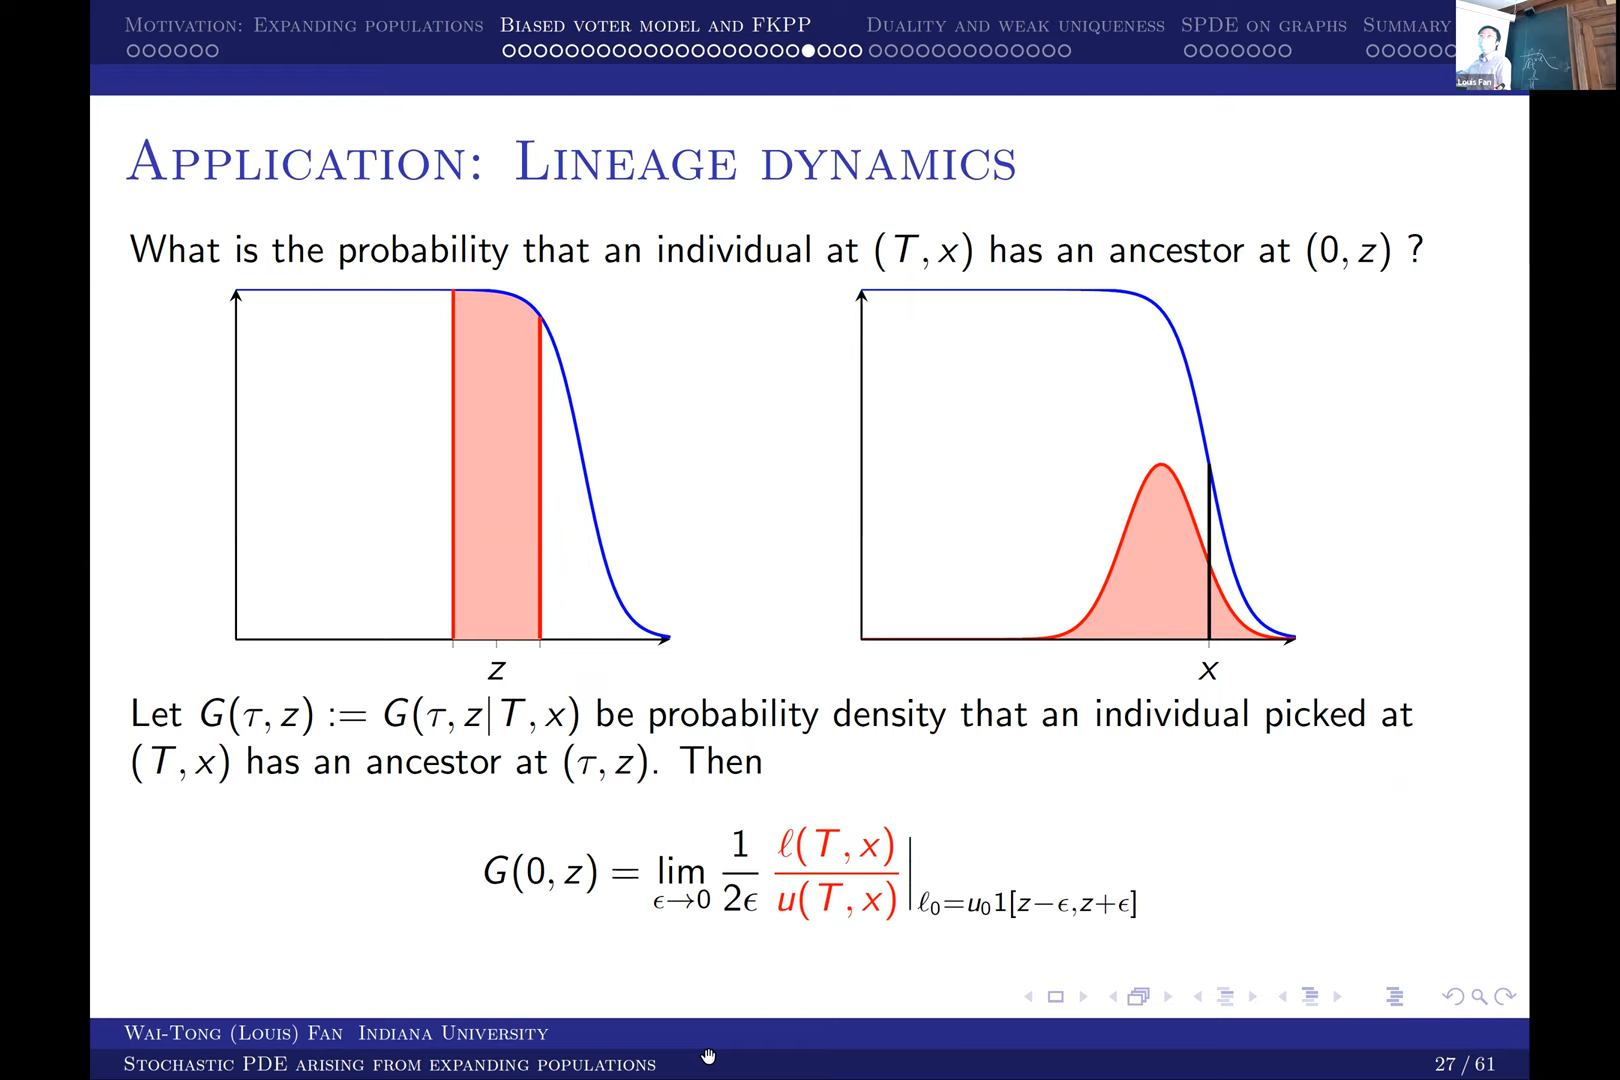 Motivation: Expanding populations Biased voter model and FKPP Duality and weak uniqueness SPDE on graphs Summary
Louis Fan
Application: Lineage dynamics
What is the probability that an individual at (T, x) has an ancestor at (0, z) ?
z
x
Let G(τ, z) := G(τ, z|T, x) be probability density that an individual picked at
(T, x) has an ancestor at (τ, z). Then
G(0, z) = lim_{ϵ→0} \frac{1}{2ϵ} \frac{ℓ(T, x)}{u(T, x)} |_{ℓ₀=u₀1[z−ϵ,z+ϵ]}
Wai-Tong (Louis) Fan Indiana University
Stochastic PDE arising from expanding populations 27 / 61